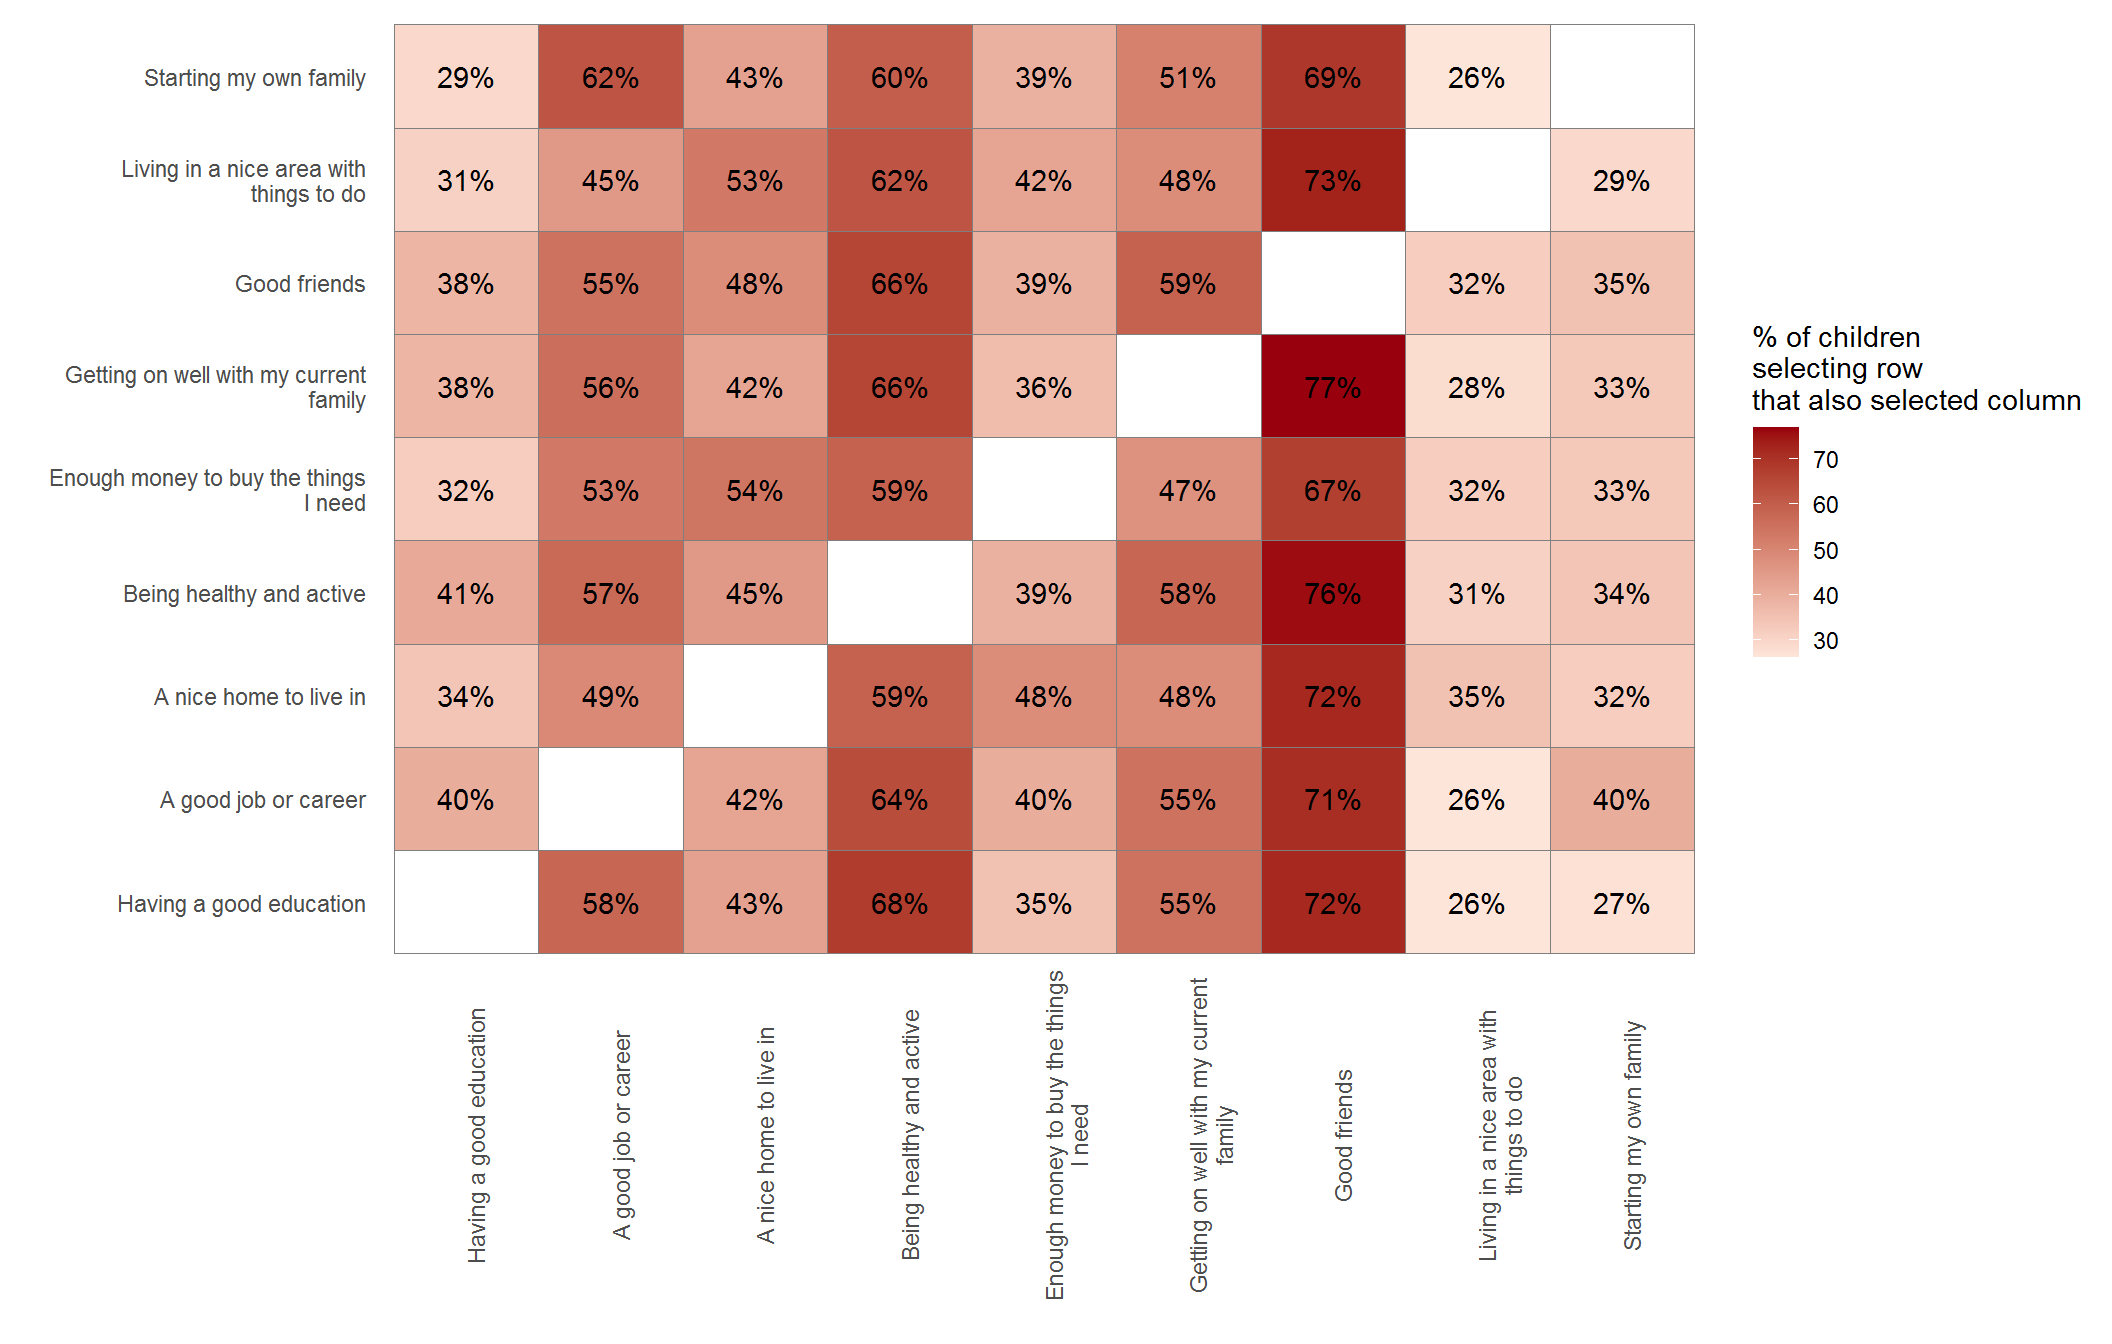 Starting my own family
29% 62% 43% 60% 39% 51% 69% 26%
Living in a nice area with
things to do
31% 45% 53% 62% 42% 48% 73% 29%
Good friends
38% 55% 48% 66% 39% 59% 32% 35%
Getting on well with my current
family
38% 56% 42% 66% 36% 77% 28% 33%
Enough money to buy the things
I need
32% 53% 54% 59% 47% 67% 32% 33%
Being healthy and active
41% 57% 45% 39% 58% 76% 31% 34%
A nice home to live in
34% 49% 59% 48% 48% 72% 35% 32%
A good job or career
40% 42% 64% 40% 55% 71% 26% 40%
Having a good education
58% 43% 68% 35% 55% 72% 26% 27%
Having a good education
A good job or career
A nice home to live in
Being healthy and active
Enough money to buy the things
I need
Getting on well with my current
family
Good friends
Living in a nice area with
things to do
Starting my own family
% of children
selecting row
that also selected column
70
60
50
40
30